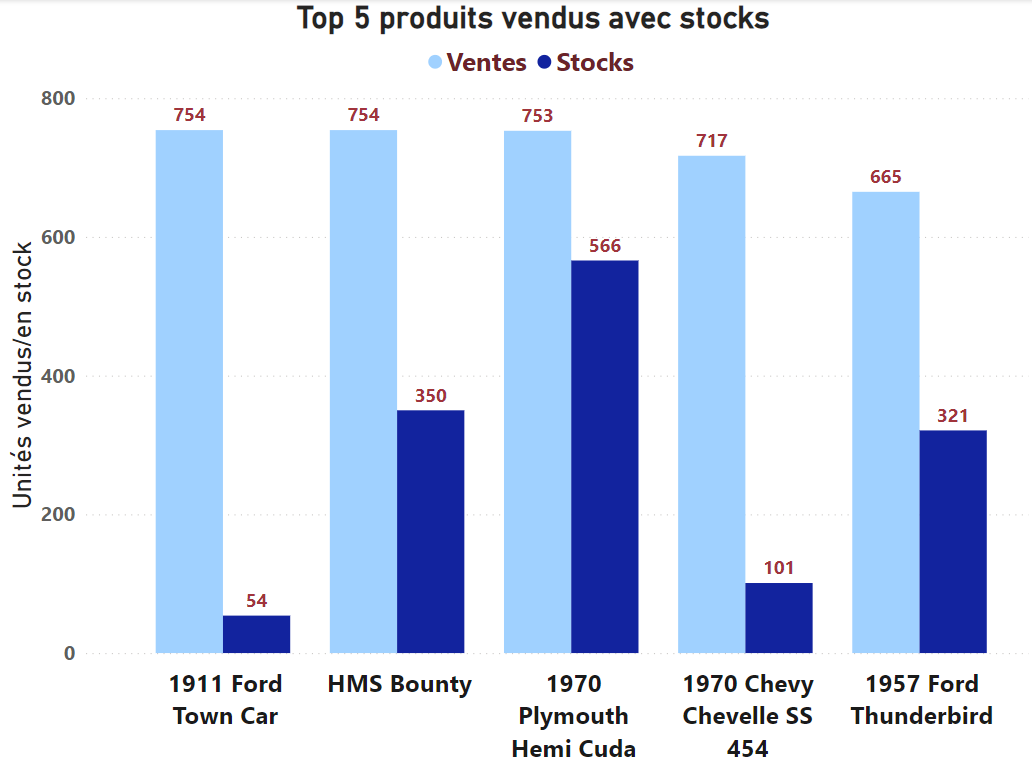 Top 5 produits vendus avec stocks
Ventes Stocks
Unités vendus/en stock
800
600
400
200
0
754 54
754 350
753 566
717 101
665 321
1911 Ford
Town Car
HMS Bounty
1970
Plymouth
Hemi Cuda
1970 Chevy
Chevelle SS
454
1957 Ford
Thunderbird